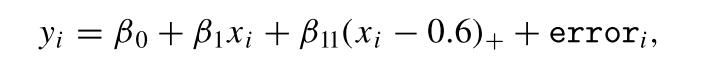 yᵢ = β₀ + β₁xᵢ + β₁₁(xᵢ − 0.6)₊ + errorᵢ,